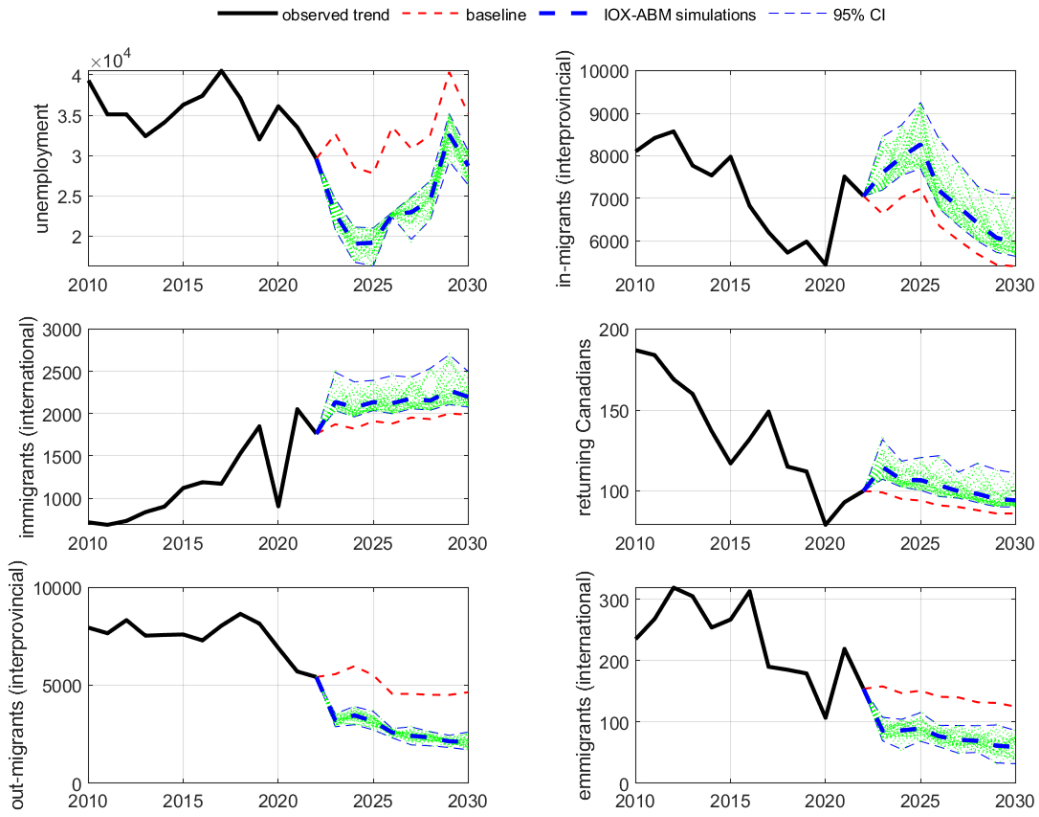 observed trend baseline IOX-ABM simulations 95% CI
×10⁴
4
3.5
3
2.5
2
unemployment
2010 2015 2020 2025 2030
10000
9000
8000
7000
6000
in-migrants (interprovincial)
2010 2015 2020 2025 2030
3000
2500
2000
1500
1000
immigrants (international)
2010 2015 2020 2025 2030
200
150
100
returning Canadians
2010 2015 2020 2025 2030
10000
5000
0
out-migrants (interprovincial)
2010 2015 2020 2025 2030
300
200
100
0
emmigrants (international)
2010 2015 2020 2025 2030